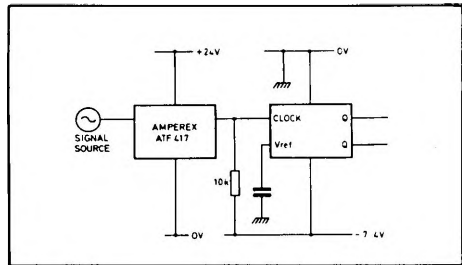 +24V
0V
SIGNAL
SOURCE
AMPEREX
ATF 417
CLOCK
Q
Vref
Q
10k
0V
-7 4V